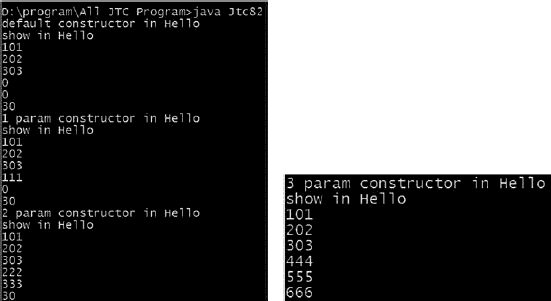 D:\program\All JTC Program>java Jtc82
default constructor in Hello
show in Hello
101
202
303
0
0
30
1 param constructor in Hello
show in Hello
101
202
303
111
0
30
2 param constructor in Hello
show in Hello
101
202
303
222
333
30
3 param constructor in Hello
show in Hello
101
202
303
444
555
666